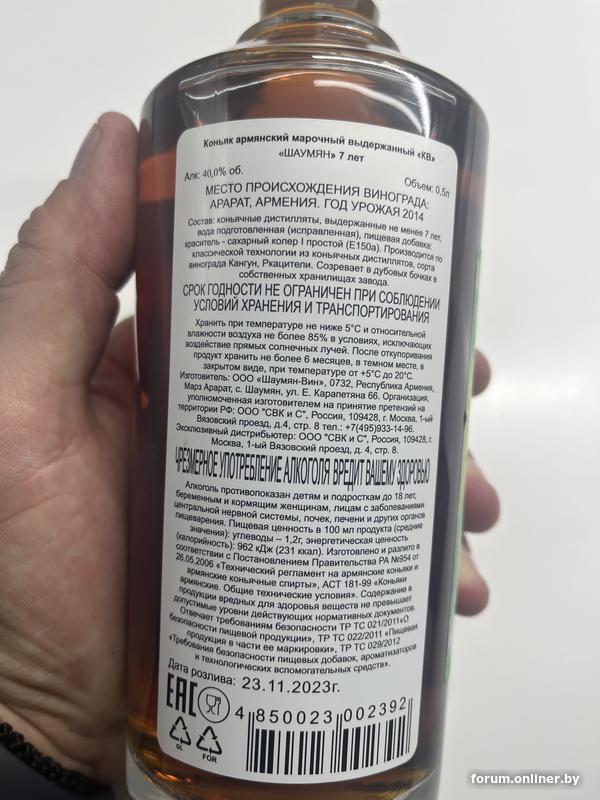 Коньяк армянский марочный выдержанный «КВ»
«ШАУМЯН» 7 лет
Алк: 40,0% об.
Объем: 0,5л
МЕСТО ПРОИСХОЖДЕНИЯ ВИНОГРАДА:
АРАРАТ, АРМЕНИЯ. ГОД УРОЖАЯ 2014
Состав: коньячные дистилляты, выдержанные не менее 7 лет,
вода подготовленная (исправленная), пищевая добавка:
краситель - сахарный колер I простой (Е150а). Производится по
классической технологии из коньячных дистиллятов, сорта
винограда Кангун, Ркацители. Созревает в дубовых бочках в
собственных хранилищах завода.
СРОК ГОДНОСТИ НЕ ОГРАНИЧЕН ПРИ СОБЛЮДЕНИИ
УСЛОВИЙ ХРАНЕНИЯ И ТРАНСПОРТИРОВАНИЯ
Хранить при температуре не ниже 5°С и относительной
влажности воздуха не более 85% в условиях, исключающих
воздействие прямых солнечных лучей. После откупоривания
продукт хранить не более 6 месяцев, в темном месте, в
закрытом виде, при температуре от +5°С до 20°С.
Изготовитель: ООО «Шаумян-Вин», 0732, Республика Армения,
Марз Арарат, с. Шаумян, ул. Е. Карапетяна 66. Организация,
уполномоченная изготовителем на принятие претензий на
территории РФ: ООО "СВК и С", Россия, 109428, г. Москва, 1-ый
Вязовский проезд, д.4, стр. 8 тел.: +7(495)933-14-96.
Эксклюзивный дистрибьютер: ООО "СВК и С", Россия, 109428, г.
Москва, 1-ый Вязовский проезд, д. 4, стр. 8.
ЧРЕЗМЕРНОЕ УПОТРЕБЛЕНИЕ АЛКОГОЛЯ ВРЕДИТ ВАШЕМУ ЗДОРОВЬЮ
Алкоголь противопоказан детям и подросткам до 18 лет,
беременным и кормящим женщинам, лицам с заболеваниями
центральной нервной системы, почек, печени и других органов
пищеварения. Пищевая ценность в 100 мл продукта (средние
значения): углеводы – 1,2г, энергетическая ценность
(калорийность): 962 кДж (231 ккал). Изготовлено и разлито в
соответствии с Постановлением Правительства РА №954 от
26.05.2006 «Технический регламент на армянские коньяки и
армянские коньячные спирты», АСТ 181-99 «Коньяки
армянские. Общие технические условия». Содержание в
продукции вредных для здоровья веществ не превышает
допустимые уровни действующих нормативных документов.
Отвечает требованиям безопасности ТР ТС 021/2011«О
безопасности пищевой продукции», ТР ТС 022/2011 «Пищевая
продукция в части ее маркировки», ТР ТС 029/2012
«Требования безопасности пищевых добавок, ароматизаторов
и технологических вспомогательных средств».
Дата розлива: 23.11.2023г.
EAC
GL
FOR
4 850023 002392
forum.onliner.by